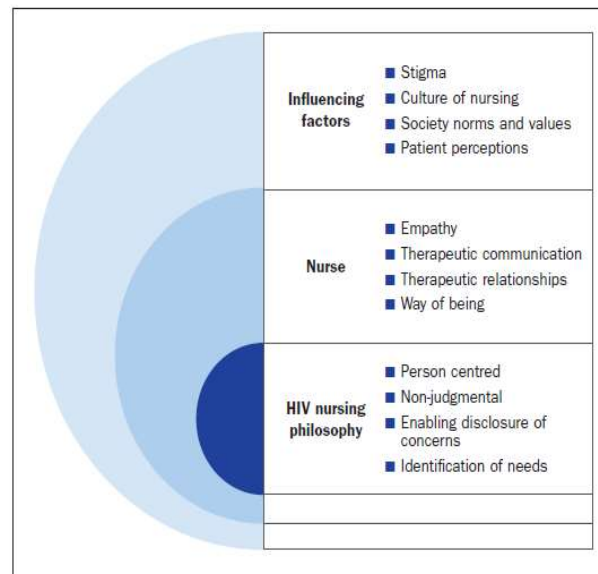 Influencing
factors
■ Stigma
■ Culture of nursing
■ Society norms and values
■ Patient perceptions
Nurse
■ Empathy
■ Therapeutic communication
■ Therapeutic relationships
■ Way of being
HIV nursing
philosophy
■ Person centred
■ Non-judgmental
■ Enabling disclosure of
concerns
■ Identification of needs